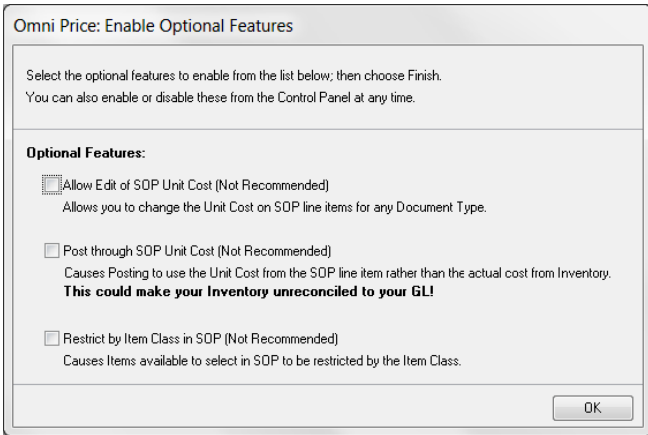 Omni Price: Enable Optional Features
Select the optional features to enable from the list below; then choose Finish.
You can also enable or disable these from the Control Panel at any time.
Optional Features:
Allow Edit of SOP Unit Cost (Not Recommended)
Allows you to change the Unit Cost on SOP line items for any Document Type.
Post through SOP Unit Cost (Not Recommended)
Causes Posting to use the Unit Cost from the SOP line item rather than the actual cost from Inventory.
This could make your Inventory unreconciled to your GL!
Restrict by Item Class in SOP (Not Recommended)
Causes Items available to select in SOP to be restricted by the Item Class.
OK